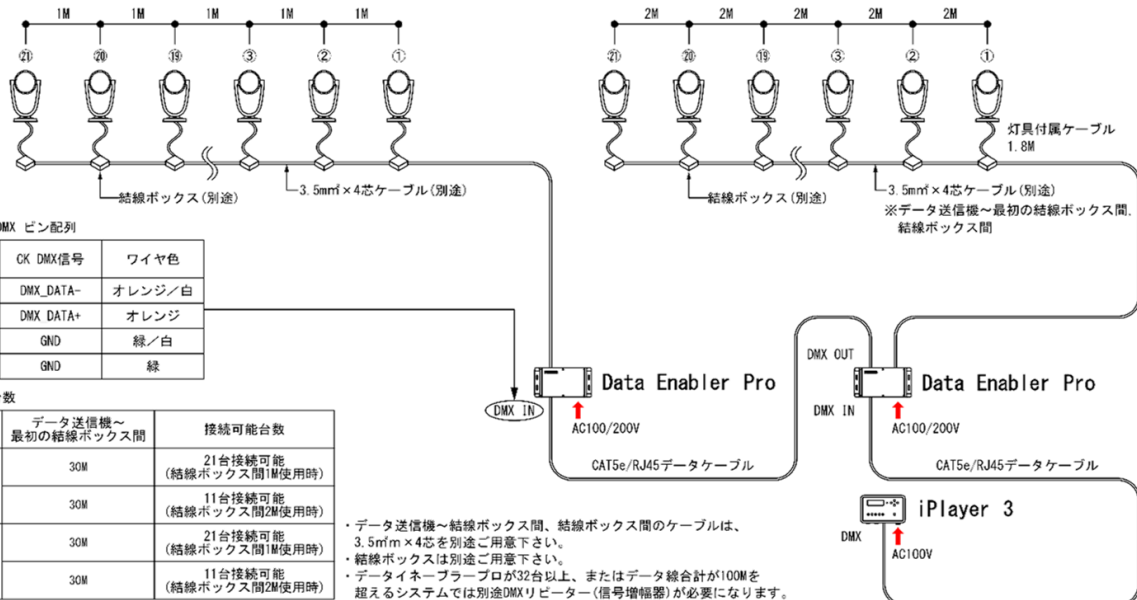 1M 1M 1M 1M 1M
㉑ ⑳ ⑲ ③ ② ①
2M 2M 2M 2M 2M
㉑ ⑳ ⑲ ③ ② ①
灯具付属ケーブル
1.8M
結線ボックス(別途)
3.5m㎡×4芯ケーブル(別途)
結線ボックス(別途)
3.5m㎡×4芯ケーブル(別途)
※データ送信機~最初の結線ボックス間、
結線ボックス間
DMX ピン配列
CK DMX信号 ワイヤ色
DMX_DATA- オレンジ/白
DMX DATA+ オレンジ
GND 緑/白
GND 緑
DMX IN
Data Enabler Pro
AC100/200V
CAT5e/RJ45データケーブル
DMX OUT
DMX IN
Data Enabler Pro
AC100/200V
CAT5e/RJ45データケーブル
iPlayer 3
DMX
AC100V
台数
データ送信機~
最初の結線ボックス間 接続可能台数
30M 21台接続可能
(結線ボックス間1M使用時)
30M 11台接続可能
(結線ボックス間2M使用時)
30M 21台接続可能
(結線ボックス間1M使用時)
30M 11台接続可能
(結線ボックス間2M使用時)
・データ送信機~結線ボックス間、結線ボックス間のケーブルは、
3.5m㎡×4芯を別途ご用意下さい。
・結線ボックスは別途ご用意下さい。
・データイネーブラープロが32台以上、またはデータ線合計が100Mを
超えるシステムでは別途DMXリピーター(信号増幅器)が必要になります。